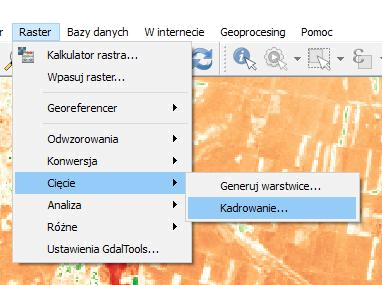 Raster Bazy danych W internecie Geoprocesing Pomoc
Kalkulator rastra...
Wpasuj raster...
Georeferencer
Odwzorowania
Konwersja
Cięcie
Generuj warstwice...
Analiza
Kadrowanie...
Różne
Ustawienia GdalTools...